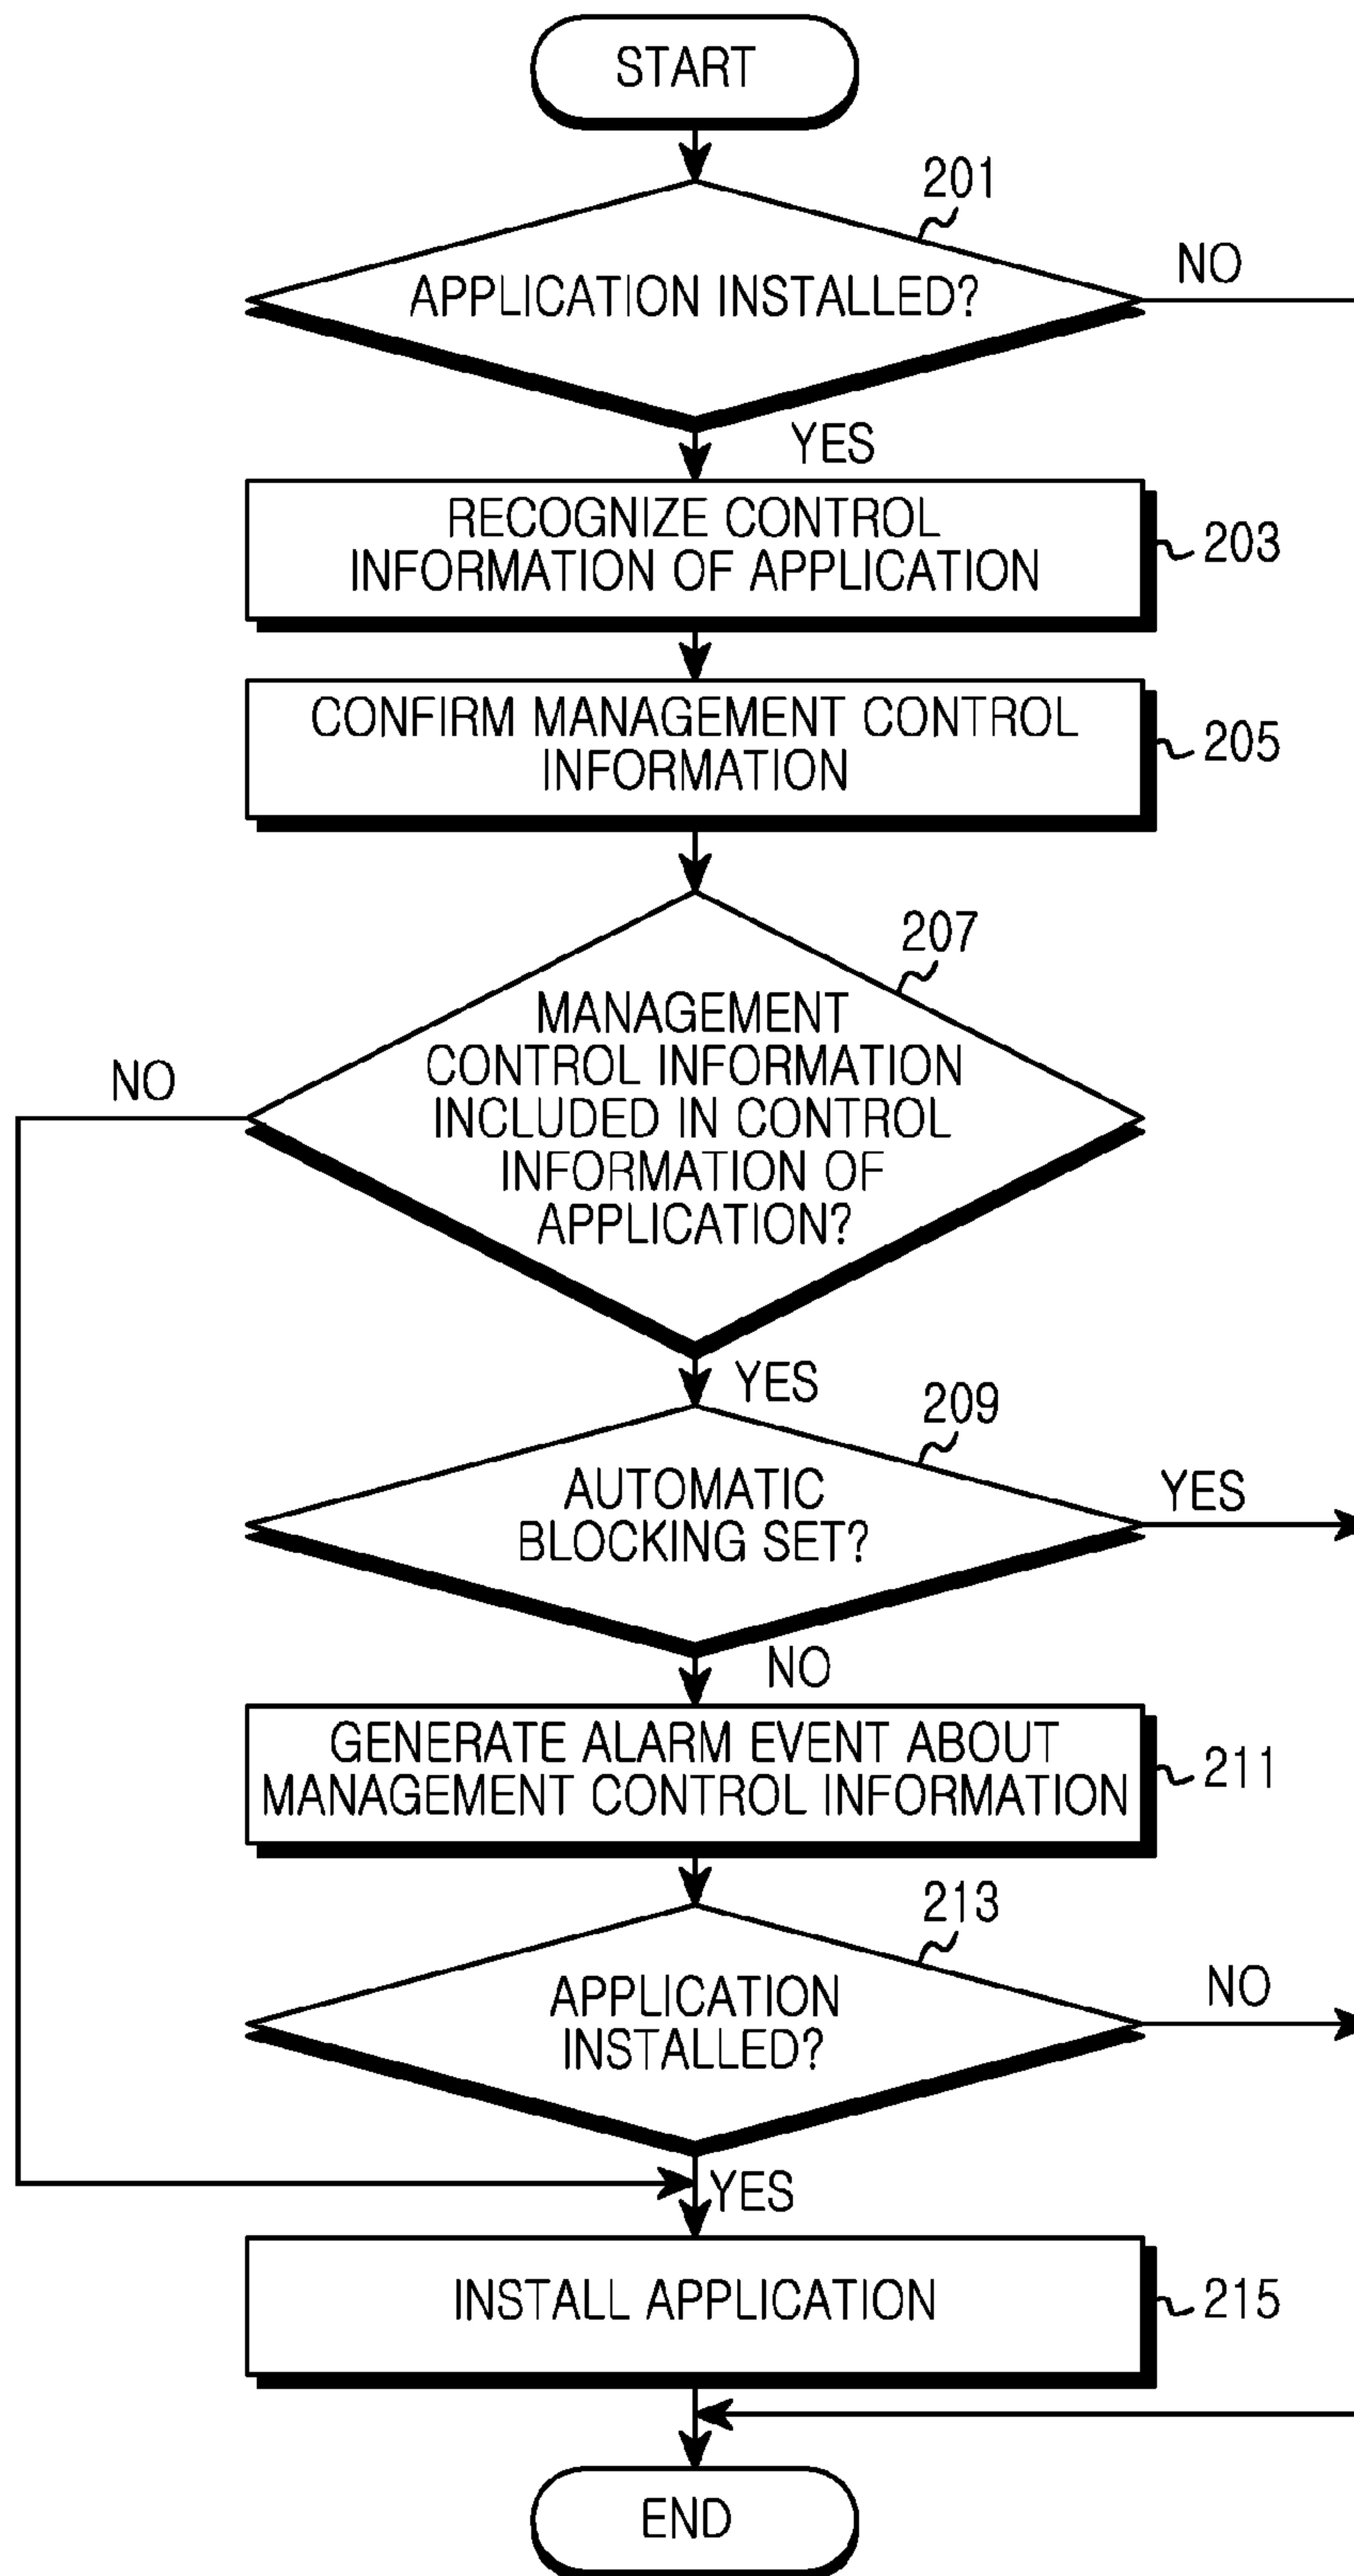 START
201
APPLICATION INSTALLED?
NO
YES
RECOGNIZE CONTROL
INFORMATION OF APPLICATION
203
CONFIRM MANAGEMENT CONTROL
INFORMATION
205
207
MANAGEMENT
CONTROL INFORMATION
INCLUDED IN CONTROL
INFORMATION OF
APPLICATION?
NO
YES
209
AUTOMATIC
BLOCKING SET?
YES
NO
GENERATE ALARM EVENT ABOUT
MANAGEMENT CONTROL INFORMATION
211
213
APPLICATION
INSTALLED?
NO
YES
INSTALL APPLICATION
215
END